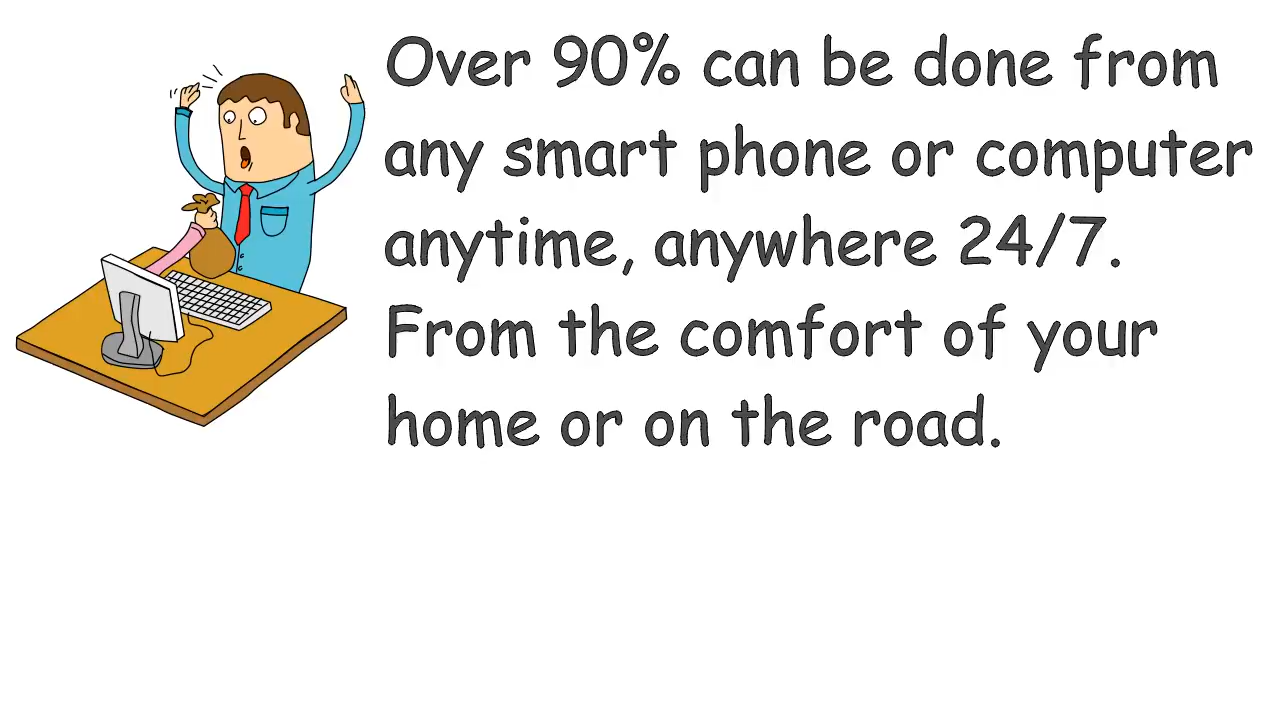 Over 90% can be done from
any smart phone or computer
anytime, anywhere 24/7.
From the comfort of your
home or on the road.